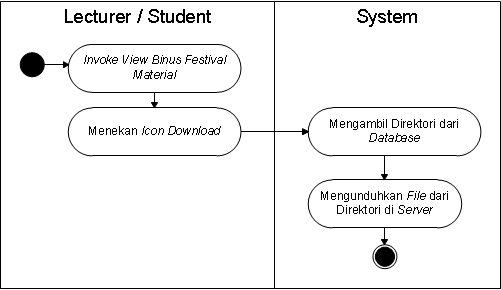 Lecturer / Student
System
Invoke View Binus Festival
Material
Menekan Icon Download
Mengambil Direktori dari
Database
Mengunduhkan File dari
Direktori di Server